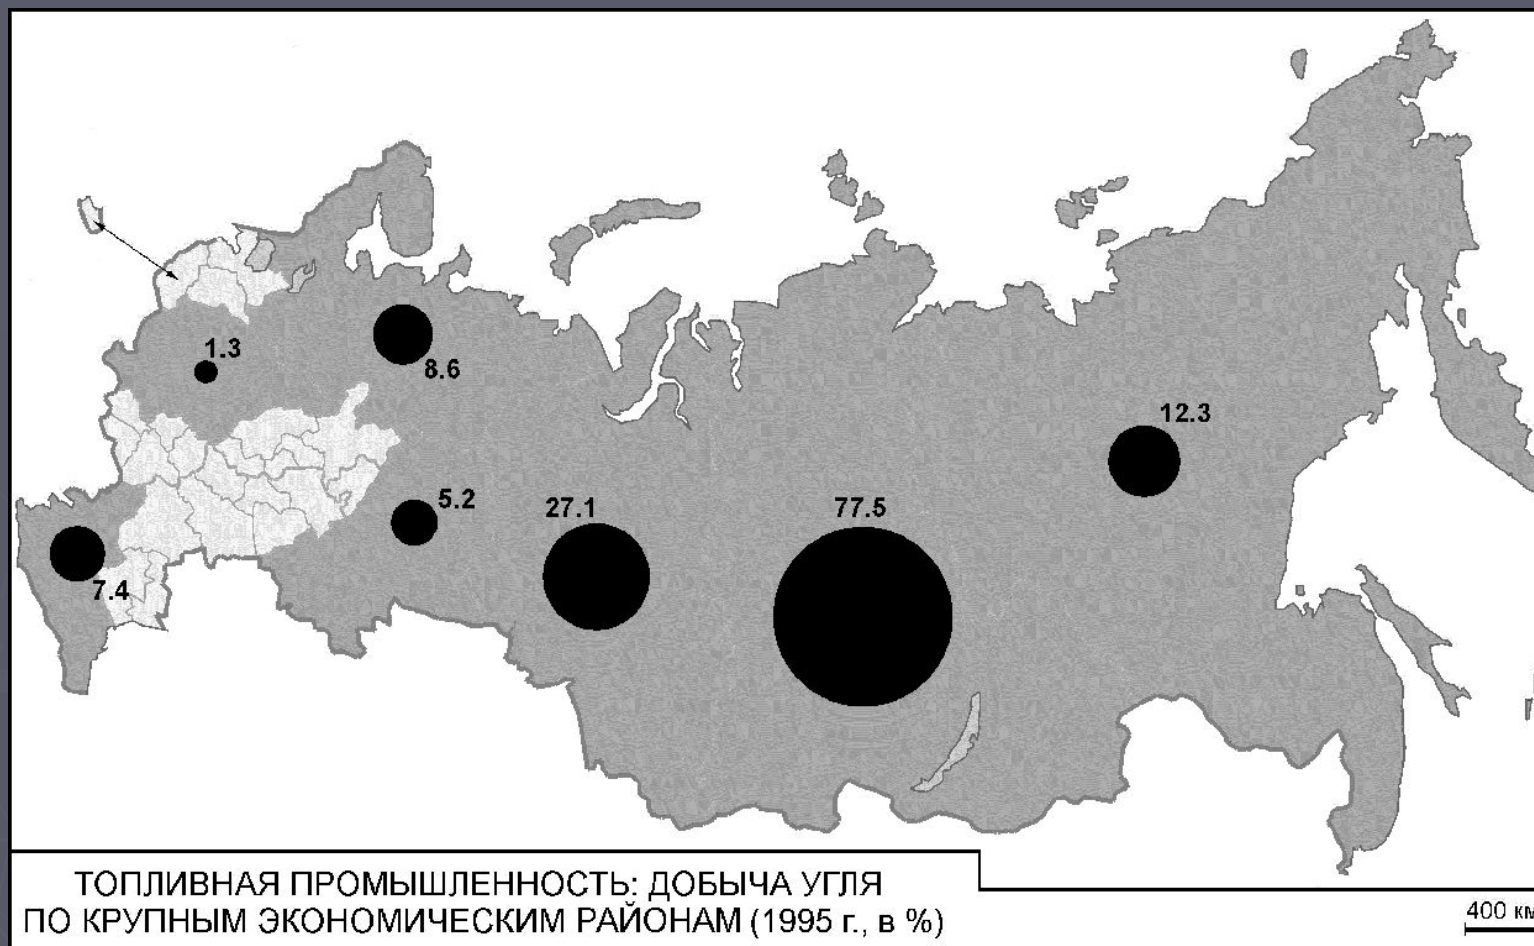 1.3
8.6
12.3
5.2
27.1
77.5
7.4
ТОПЛИВНАЯ ПРОМЫШЛЕННОСТЬ: ДОБЫЧА УГЛЯ
ПО КРУПНЫМ ЭКОНОМИЧЕСКИМ РАЙОНАМ (1995 г., в %)
400 км